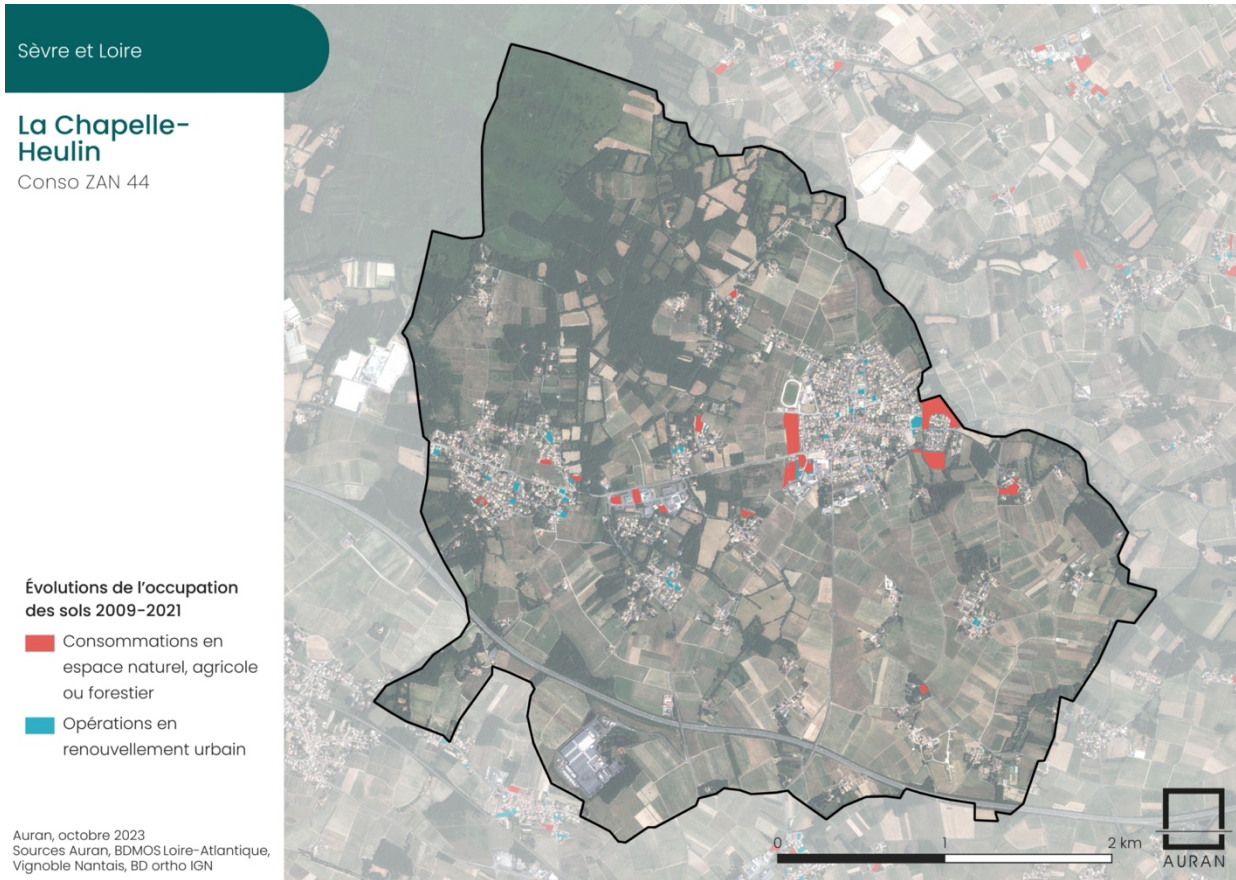 Sèvre et Loire
La Chapelle-
Heulin
Conso ZAN 44
Évolutions de l'occupation
des sols 2009-2021
Consommations en
espace naturel, agricole
ou forestier
Opérations en
renouvellement urbain
Auran, octobre 2023
Sources Auran, BDMOS Loire-Atlantique,
Vignoble Nantais, BD ortho IGN
0 1 2 km
AURAN